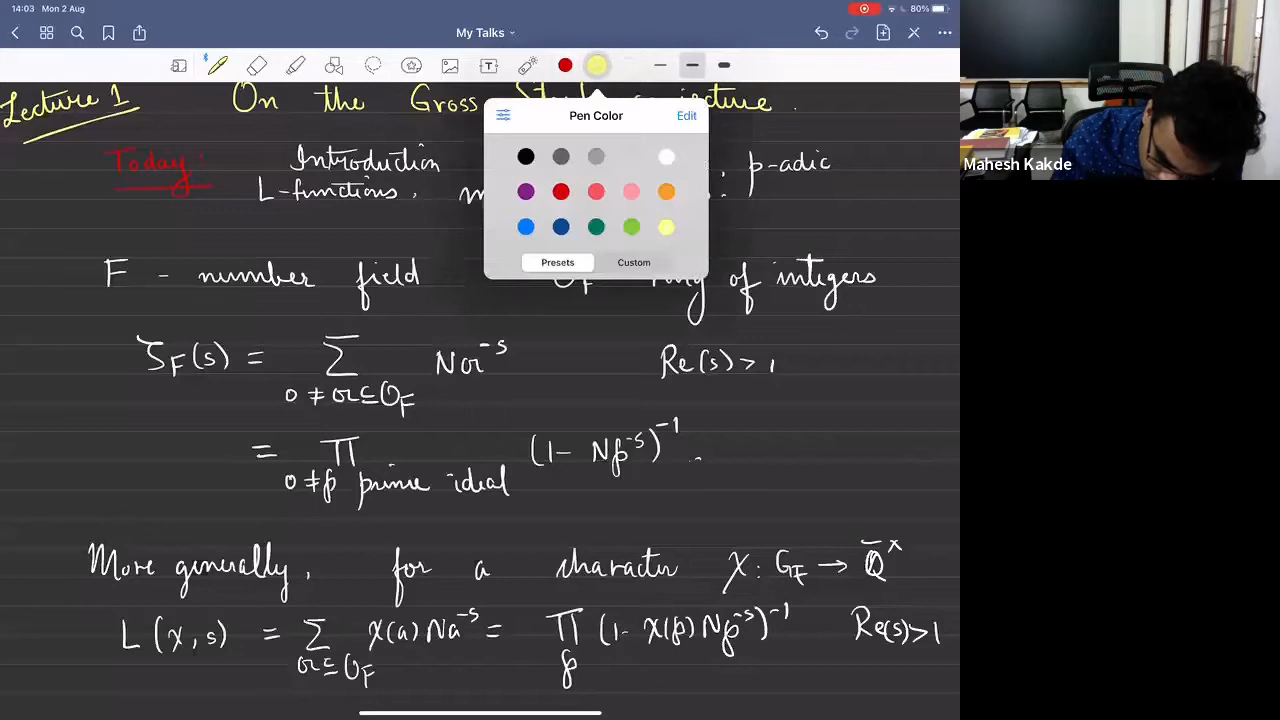 14:03 Mon 2 Aug 80%
My Talks
Lecture 1 On the Gross
Pen Color Edit
Today: Introduction p-adic
L-functions,
Presets Custom
F - number field O_F ring of integers
ζ_F(s) = Σ_{0 ≠ 𝔞 ⊆ O_F} N𝔞^{-s} Re(s) > 1
= Π_{0 ≠ 𝔭 prime ideal} (1 - N𝔭^{-s})^{-1}.
More generally, for a character χ: G_F → Q̄^×
L(χ, s) = Σ_{𝔞 ⊆ O_F} χ(a) Na^{-s} = Π_𝔭 (1 - χ(𝔭) N𝔭^{-s})^{-1} Re(s) > 1
Mahesh Kakde